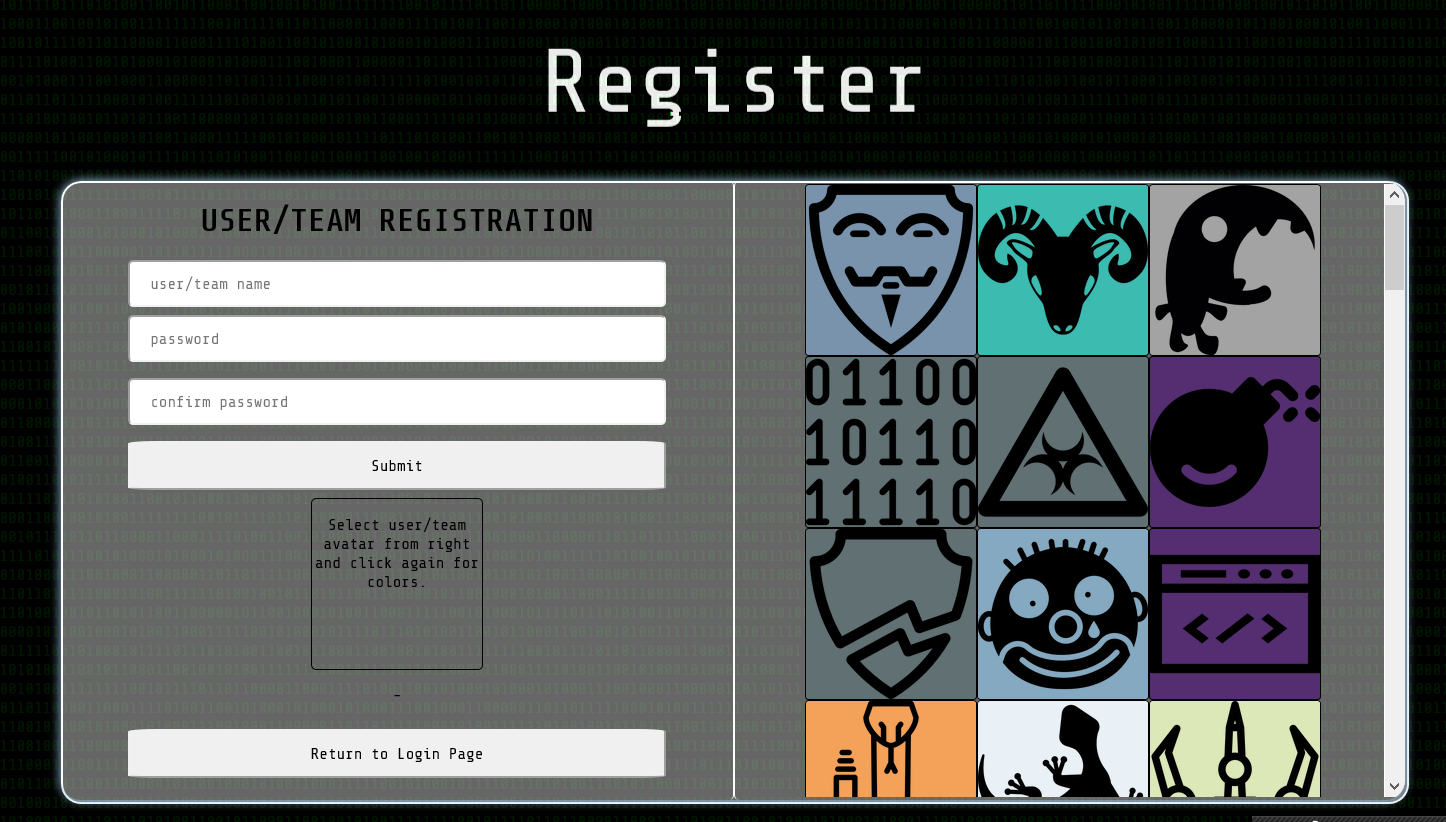 Register
USER/TEAM REGISTRATION
user/team name
password
confirm password
Submit
Select user/team
avatar from right
and click again for
colors.
-
Return to Login Page
01100
10110
11110
</>